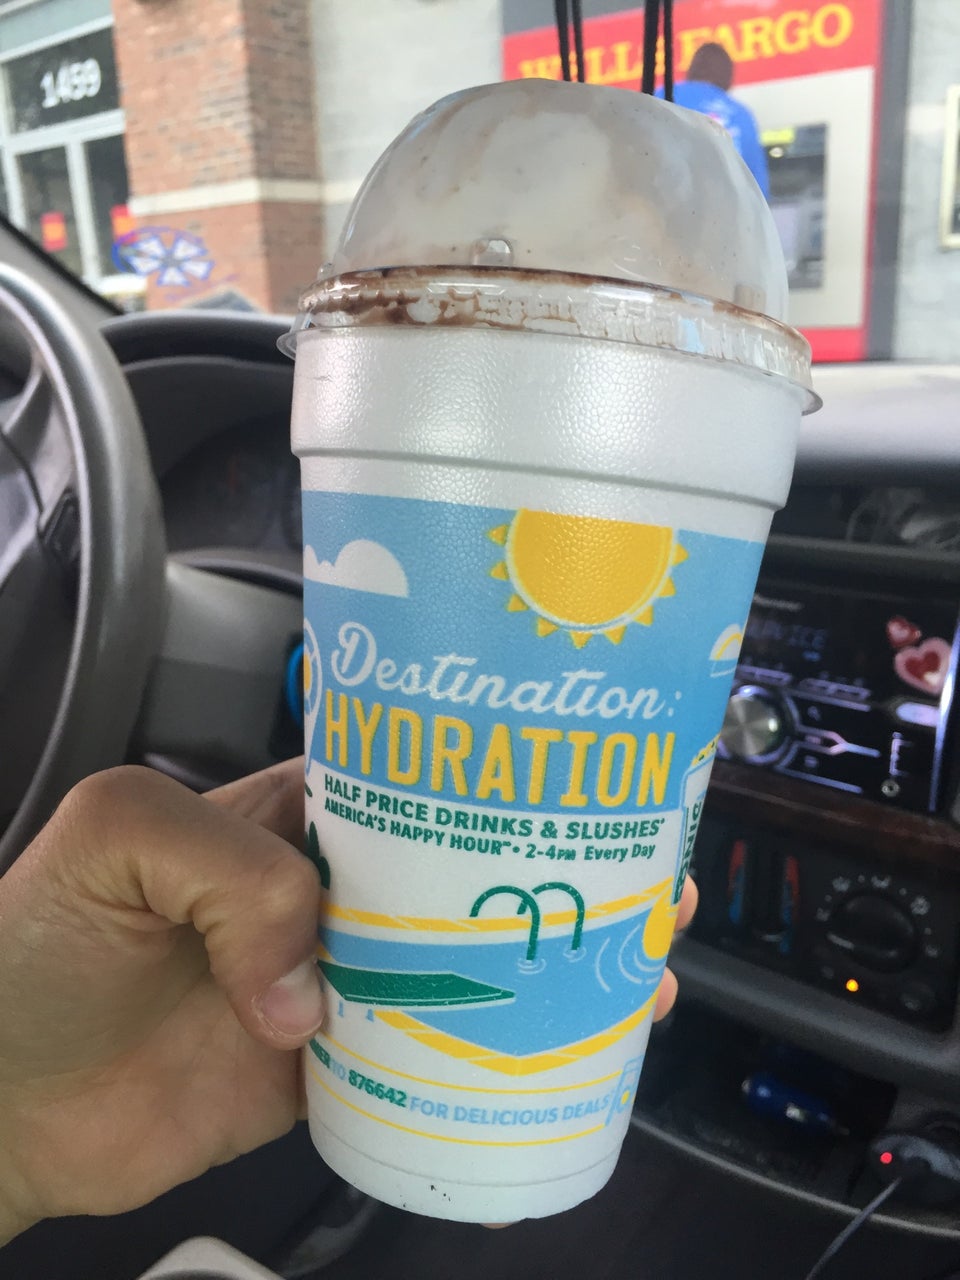 1459
WELLS FARGO
Destination:
HYDRATION
HALF PRICE DRINKS & SLUSHES*
AMERICA'S HAPPY HOUR℠ • 2-4PM Every Day
TO 876642 FOR DELICIOUS DEALS